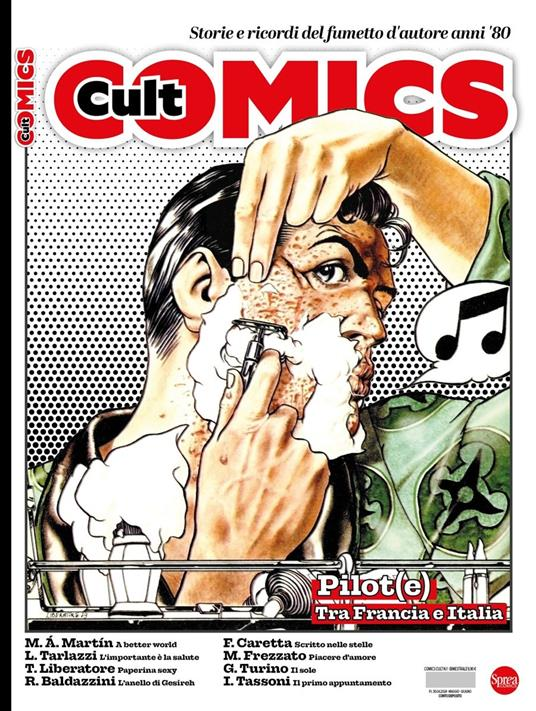 Storie e ricordi del fumetto d'autore anni '80
Cult COMICS
Cult COMICS
Pilot(e)
Tra Francia e Italia
M. Á. Martín A better world
L. Tarlazzi L'importante è la salute
T. Liberatore Paperina sexy
R. Baldazzini L'anello di Gesireh
F. Caretta Scritto nelle stelle
M. Frezzato Piacere d'amore
G. Turino Il sole
I. Tassoni Il primo appuntamento
Sprea
COMICS